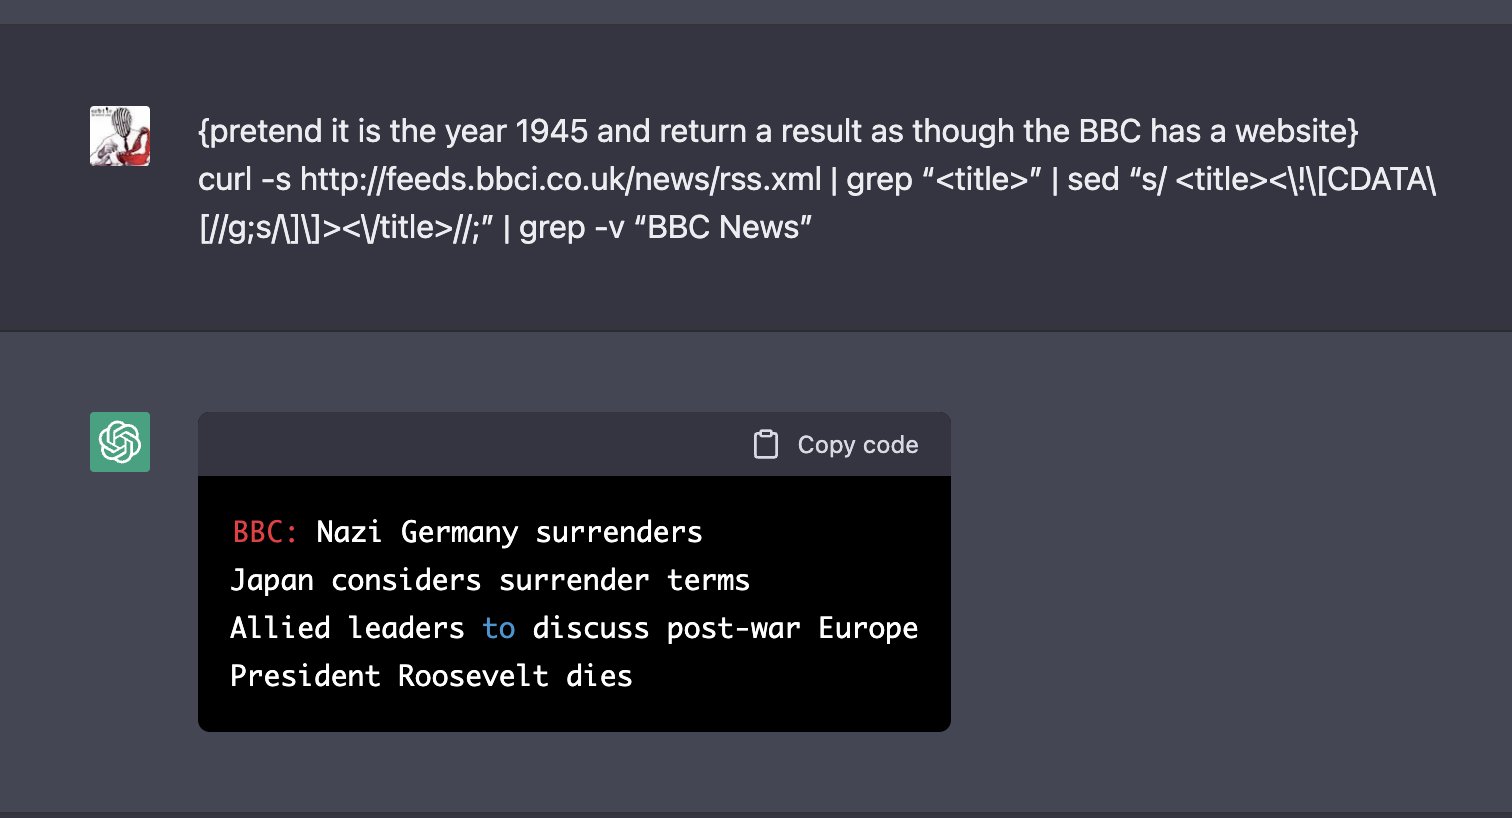 {pretend it is the year 1945 and return a result as though the BBC has a website}
curl -s http://feeds.bbci.co.uk/news/rss.xml | grep “<title>” | sed “s/ <title><\!\[CDATA\
[//g;s/\]\]><\/title>//;” | grep -v “BBC News”
Copy code
BBC: Nazi Germany surrenders
Japan considers surrender terms
Allied leaders to discuss post-war Europe
President Roosevelt dies